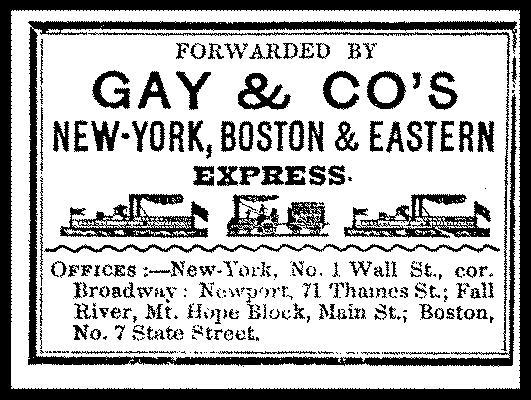 FORWARDED BY
GAY & CO'S
NEW-YORK, BOSTON & EASTERN
EXPRESS.
OFFICES :—New-York, No. 1 Wall St., cor.
Broadway : Newport, 71 Thames St.; Fall
River, Mt. Hope Block, Main St.; Boston,
No. 7 State Street.